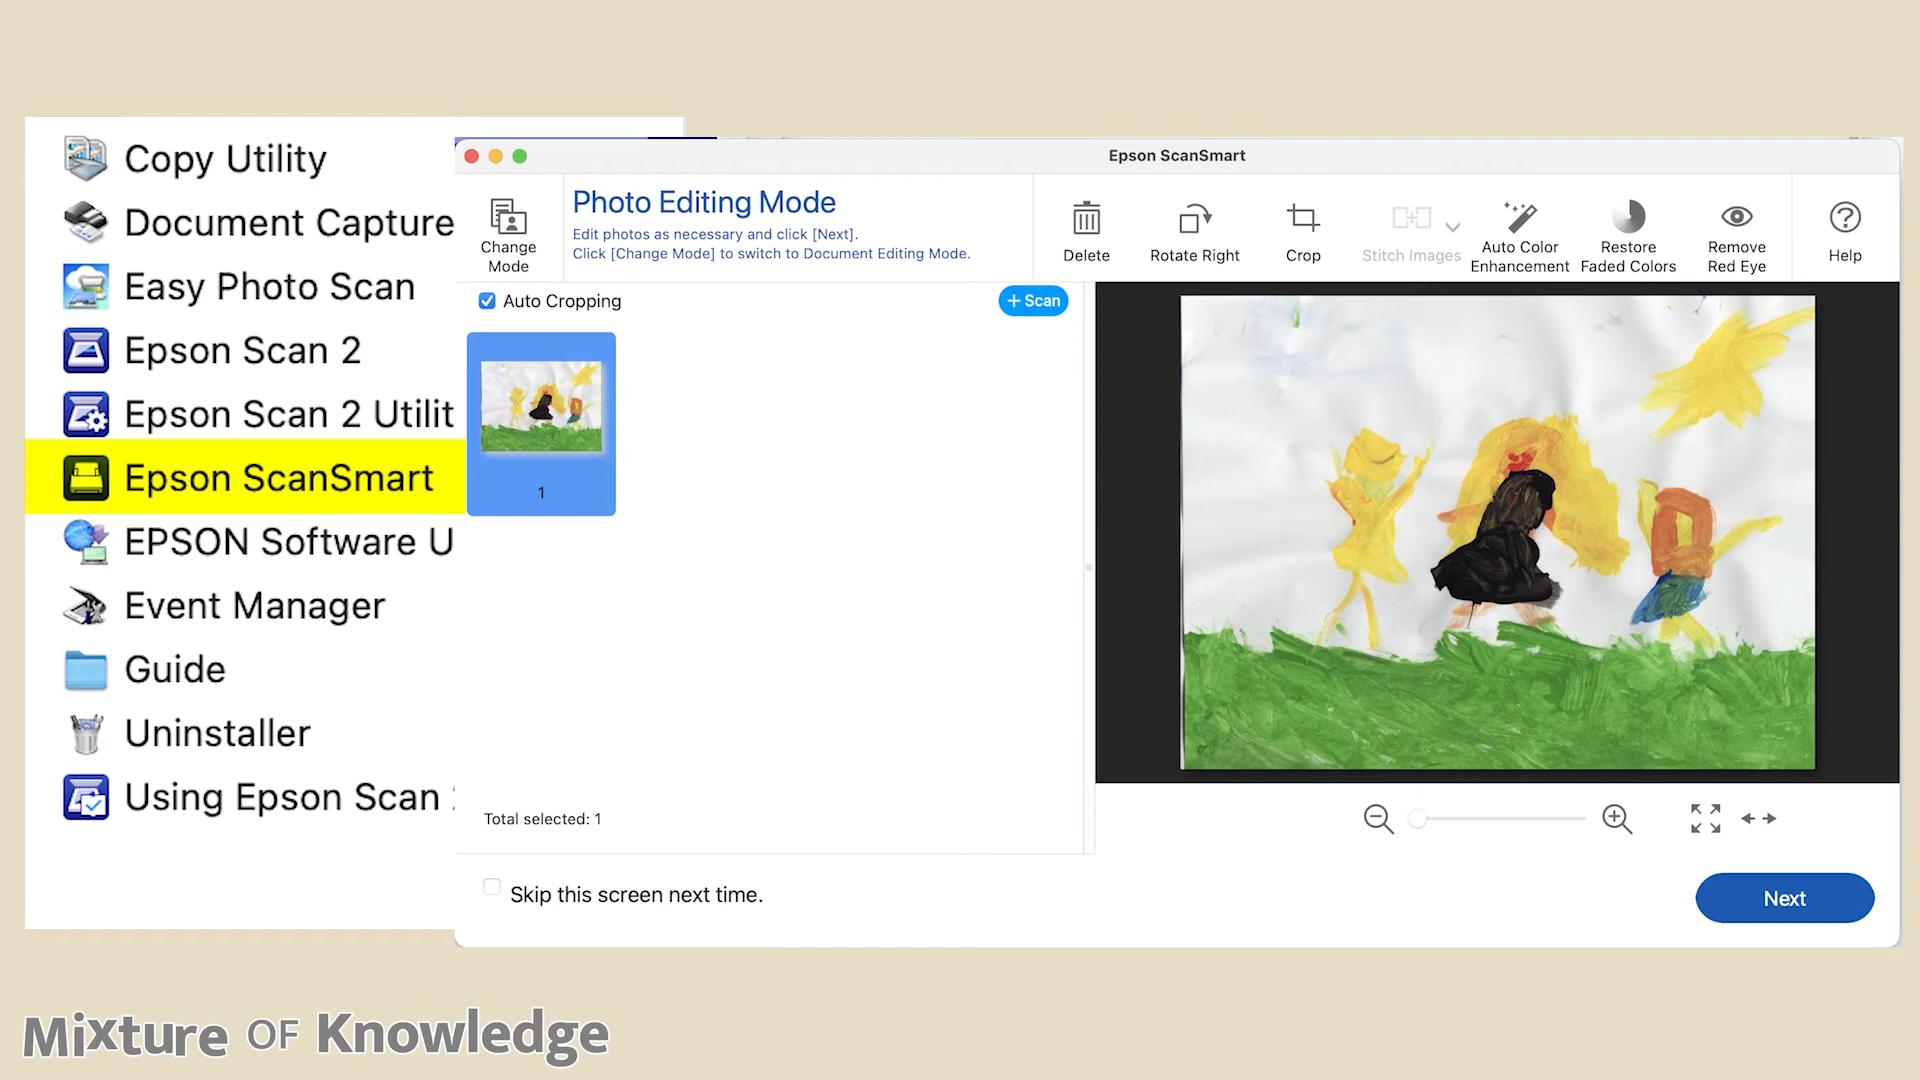 Copy Utility
Document Capture
Easy Photo Scan
Epson Scan 2
Epson Scan 2 Utilit
Epson ScanSmart
EPSON Software U
Event Manager
Guide
Uninstaller
Using Epson Scan
Epson ScanSmart
Change
Mode
Photo Editing Mode
Edit photos as necessary and click [Next].
Click [Change Mode] to switch to Document Editing Mode.
Delete
Rotate Right
Crop
Stitch Images
Auto Color
Enhancement
Restore
Faded Colors
Remove
Red Eye
Help
Auto Cropping
+ Scan
1
Total selected: 1
Skip this screen next time.
Next
Mixture OF Knowledge